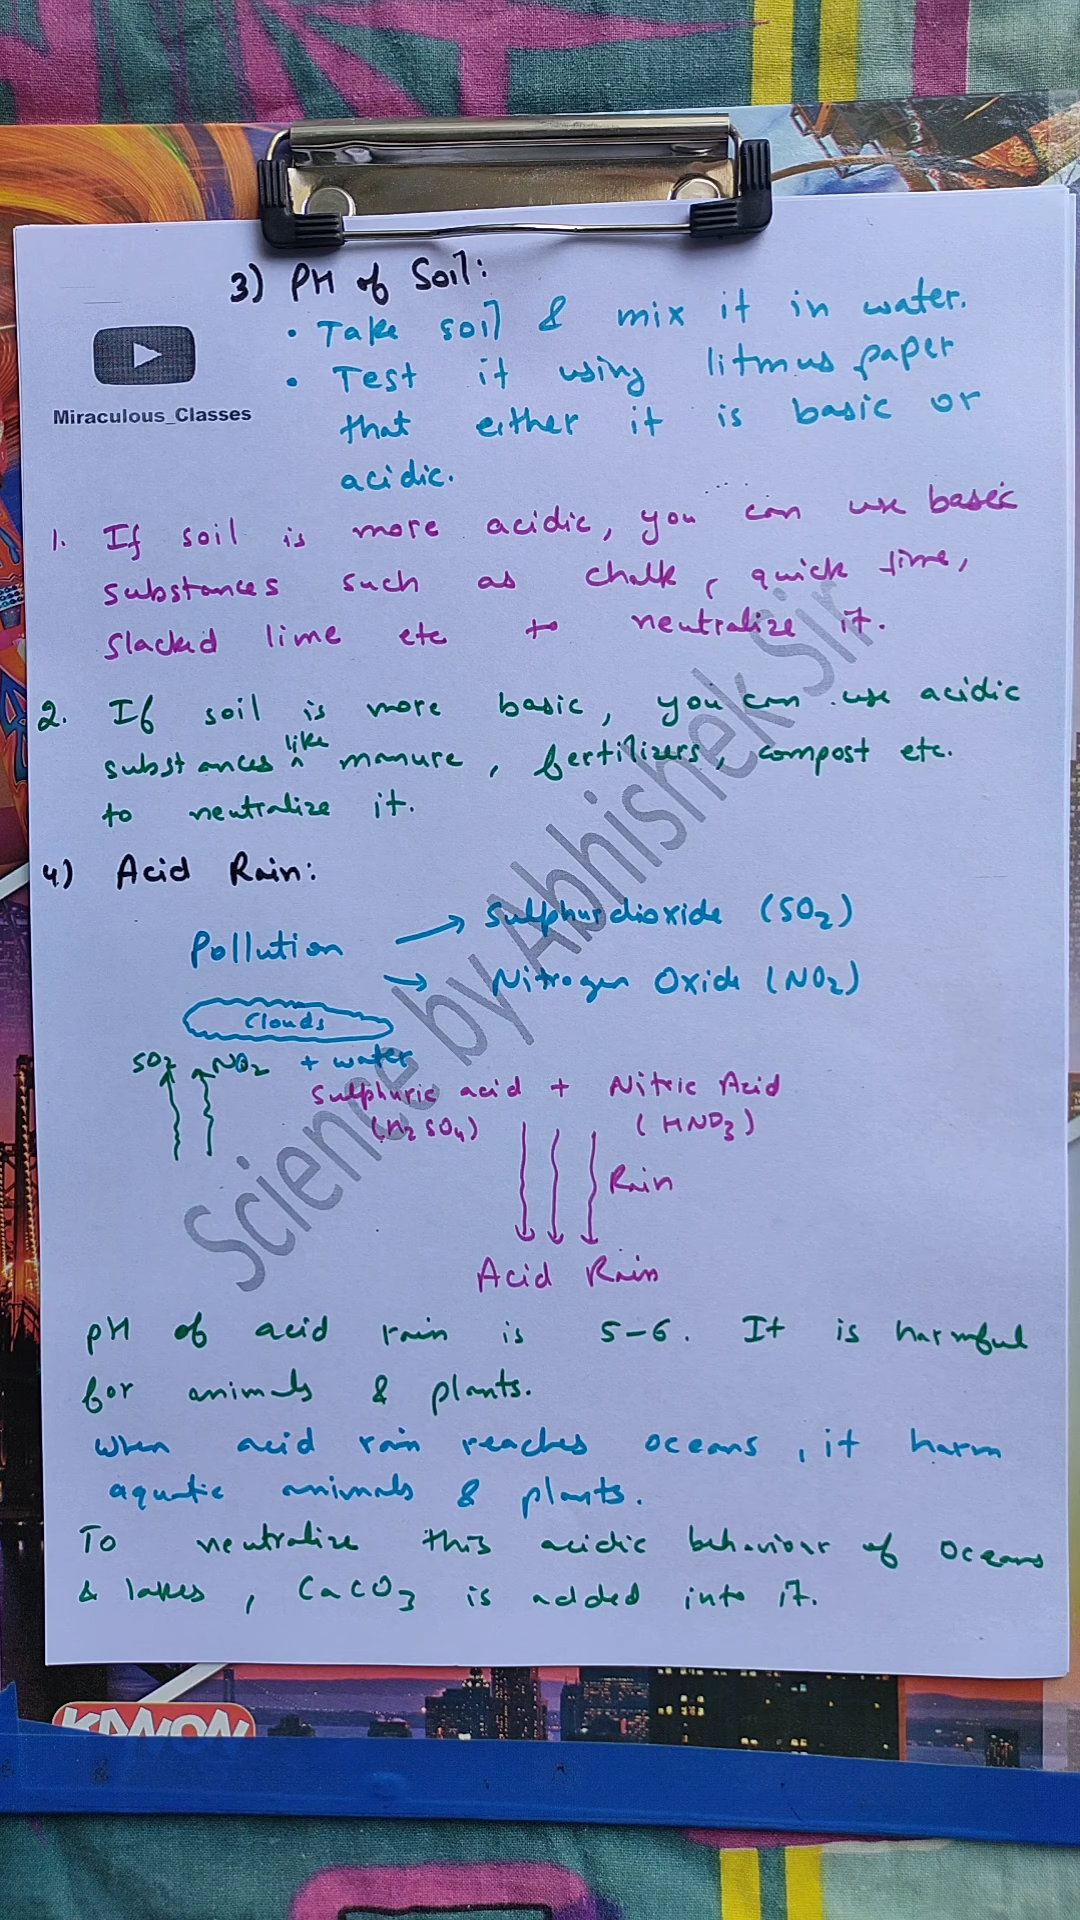 3) PH of Soil:
• Take soil & mix it in water.
Miraculous_Classes
• Test it using litmus paper
that either it is basic or
acidic.
1. If soil is more acidic, you can use basic
substances such as chalk, quick lime,
slacked lime etc to neutralize it.
2. If soil is more basic, you can use acidic
substances like manure, fertilizers, compost etc.
to neutralize it.
4) Acid Rain:
Pollution → Sulphurdioxide (SO2)
→ Nitrogen Oxide (NO2)
Clouds
SO2 NO2 + water
Sulphuric acid + Nitric Acid
(H2SO4) (HNO3)
Rain
Acid Rain
pH of acid rain is 5-6. It is harmful
for animals & plants.
When acid rain reaches oceans, it harm
aquatic animals & plants.
To neutralize this acidic behaviour of oceans
& lakes, CaCO3 is added into it.
Science by Abhishek Sir
KAWON